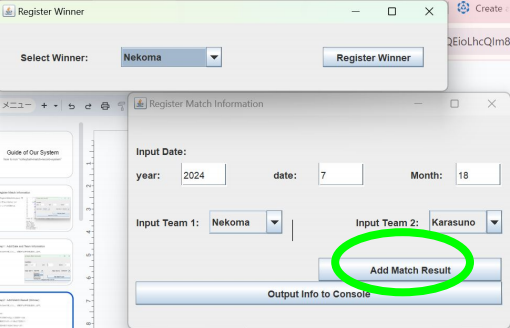 Register Winner
Create
Select Winner:
Nekoma
Register Winner
QEioLhcQIm8
メニュー
Register Match Information
Guide of Our System
Input Date:
year:
2024
date:
7
Month:
18
Input Team 1:
Nekoma
Input Team 2:
Karasuno
Add Match Result
Output Info to Console